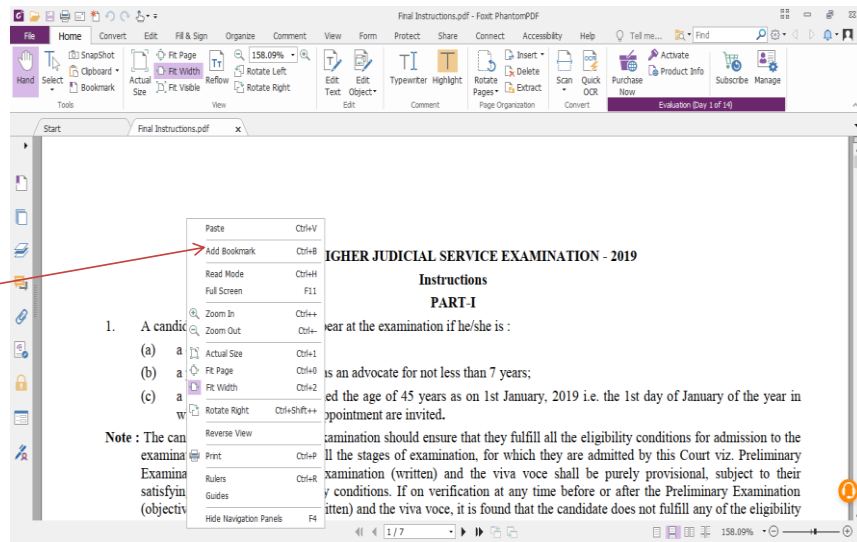 Final Instructions.pdf - Foxit PhantomPDF
File Home Convert Edit Fill & Sign Organize Comment View Form Protect Share Connect Accessibility Help Tell me... Find
Hand
Select
SnapShot
Clipboard
Bookmark
Tools
Actual Size
Fit Page
Fit Width
Fit Visible
Reflow
158.09%
Rotate Left
Rotate Right
View
Edit Text
Edit Object
Edit
Typewriter
Highlight
Comment
Rotate Pages
Insert
Delete
Extract
Page Organization
Scan
Quick OCR
Convert
Purchase Now
Activate
Product Info
Subscribe
Manage
Evaluation (Day 1 of 14)
Start
Final Instructions.pdf x
Paste Ctrl+V
Add Bookmark Ctrl+B
Read Mode Ctrl+H
Full Screen F11
Zoom In Ctrl++
Zoom Out Ctrl+-
Actual Size Ctrl+1
Fit Page Ctrl+0
Fit Width Ctrl+2
Rotate Right Ctrl+Shift++
Reverse View
Print Ctrl+P
Rulers Ctrl+R
Guides
Hide Navigation Panels F4
IGHER JUDICIAL SERVICE EXAMINATION - 2019
Instructions
PART-I
1. A candid ear at the examination if he/she is :
(a) a
(b) a as an advocate for not less than 7 years;
(c) a ed the age of 45 years as on 1st January, 2019 i.e. the 1st day of January of the year in
w ppointment are invited.
Note : The can xamination should ensure that they fulfill all the eligibility conditions for admission to the
examina ll the stages of examination, for which they are admitted by this Court viz. Preliminary
Examina xamination (written) and the viva voce shall be purely provisional, subject to their
satisfyin y conditions. If on verification at any time before or after the Preliminary Examination
(objectiv itten) and the viva voce, it is found that the candidate does not fulfill any of the eligibility
1 / 7
158.09%